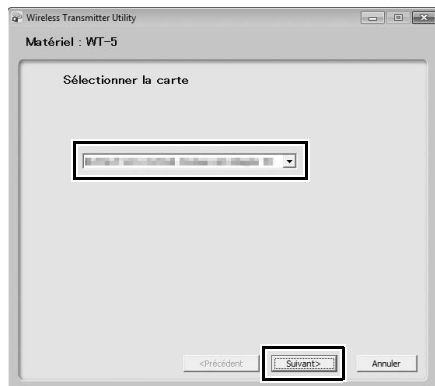 Wireless Transmitter Utility
Matériel : WT-5
Sélectionner la carte
<Précédent Suivant> Annuler